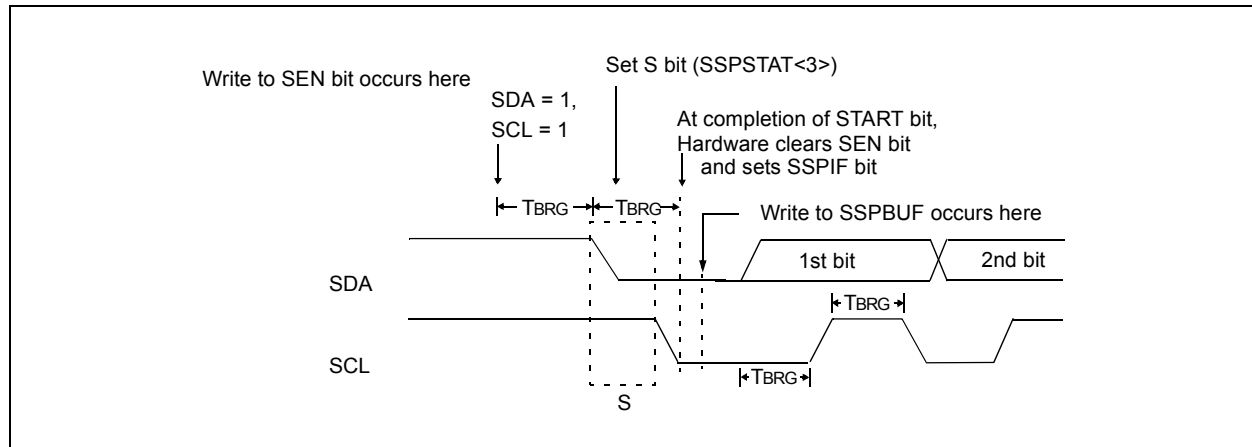 Write to SEN bit occurs here
Set S bit (SSPSTAT<3>)
SDA = 1,
SCL = 1
At completion of START bit,
Hardware clears SEN bit
and sets SSPIF bit
TBRG TBRG
Write to SSPBUF occurs here
SDA
1st bit 2nd bit
TBRG
SCL
TBRG
S